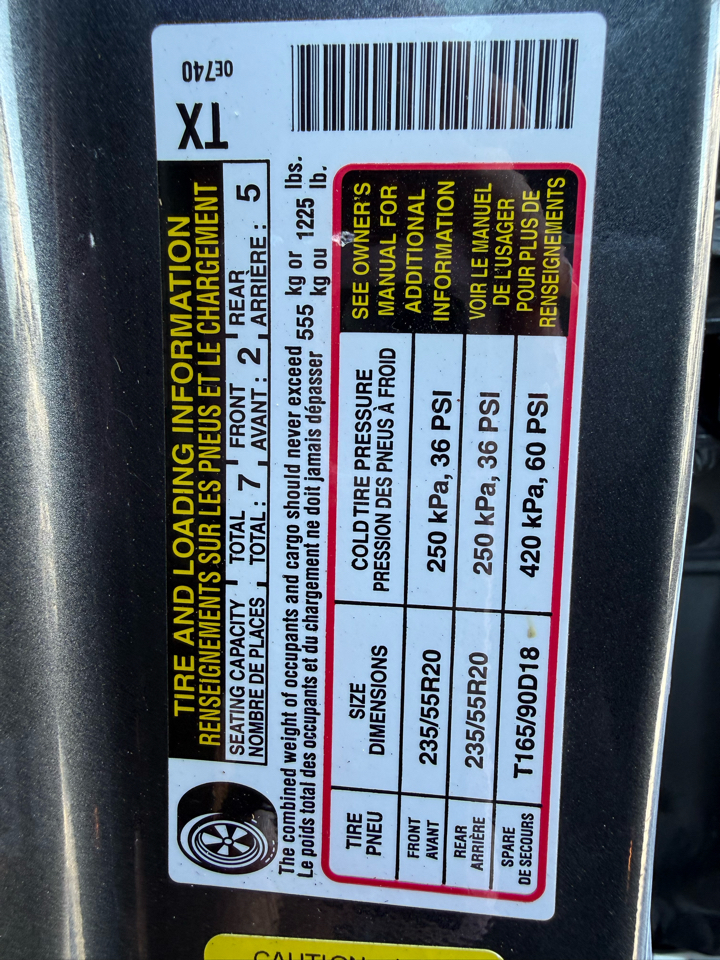 TIRE AND LOADING INFORMATION
RENSEIGNEMENTS SUR LES PNEUS ET LE CHARGEMENT
SEATING CAPACITY TOTAL FRONT REAR
NOMBRE DE PLACES TOTAL : 7 AVANT : 2 ARRIÈRE : 5
The combined weight of occupants and cargo should never exceed 555 kg or 1225 lbs.
Le poids total des occupants et du chargement ne doit jamais dépasser kg ou lb.
TIRE SIZE COLD TIRE PRESSURE
PNEU DIMENSIONS PRESSION DES PNEUS À FROID
FRONT
AVANT 235/55R20 250 kPa, 36 PSI
REAR
ARRIÈRE 235/55R20 250 kPa, 36 PSI
SPARE
DE SECOURS T165/90D18 420 kPa, 60 PSI
SEE OWNER'S
MANUAL FOR
ADDITIONAL
INFORMATION
VOIR LE MANUEL
DE L'USAGER
POUR PLUS DE
RENSEIGNEMENTS
0E740
TX
CAUTION